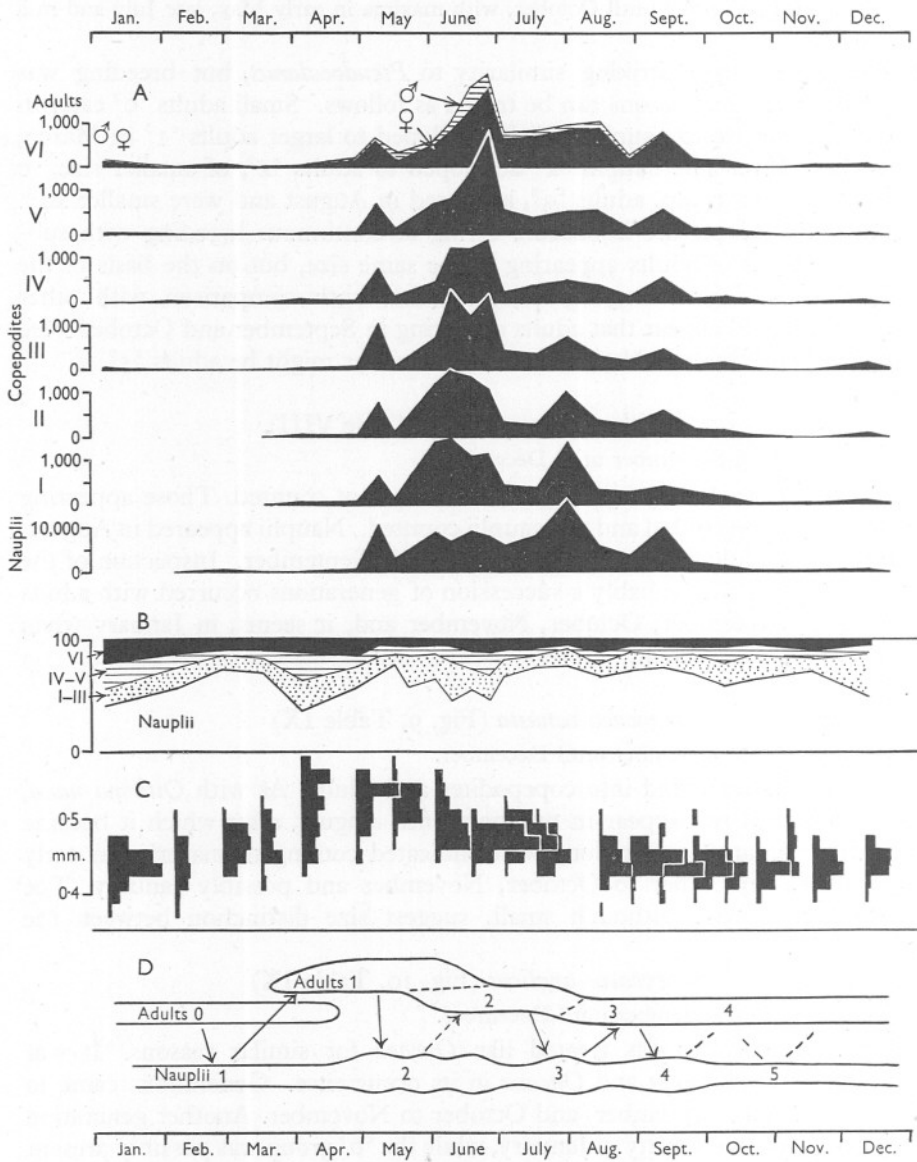 Jan. Feb. Mar. Apr. May June July Aug. Sept. Oct. Nov. Dec.
A
Adults
♂
♀
1,000
VI
0
♂ ♀
1,000
V
0
1,000
IV
0
Copepodites
1,000
III
0
1,000
II
0
1,000
I
0
Nauplii
10,000
0
B
100
VI
IV–V
I–III
Nauplii
0
C
0·5
mm.
0·4
D
Adults 1
Adults 0
2
3
4
Nauplii 1
2
3
4
5
Jan. Feb. Mar. Apr. May June July Aug. Sept. Oct. Nov. Dec.